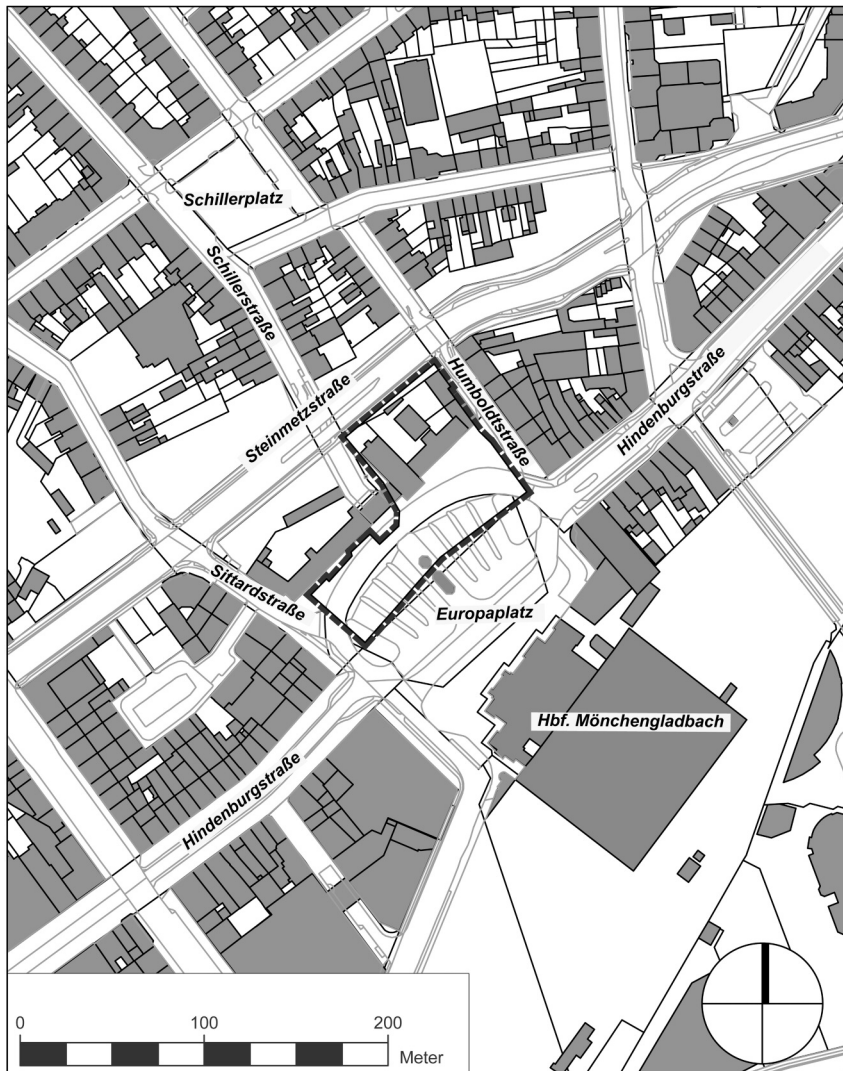 Schillerplatz
Schillerstraße
Steinmetzstraße
Humboldtstraße
Hindenburgstraße
Sittardstraße
Europaplatz
Hbf. Mönchengladbach
Hindenburgstraße
0 100 200
Meter